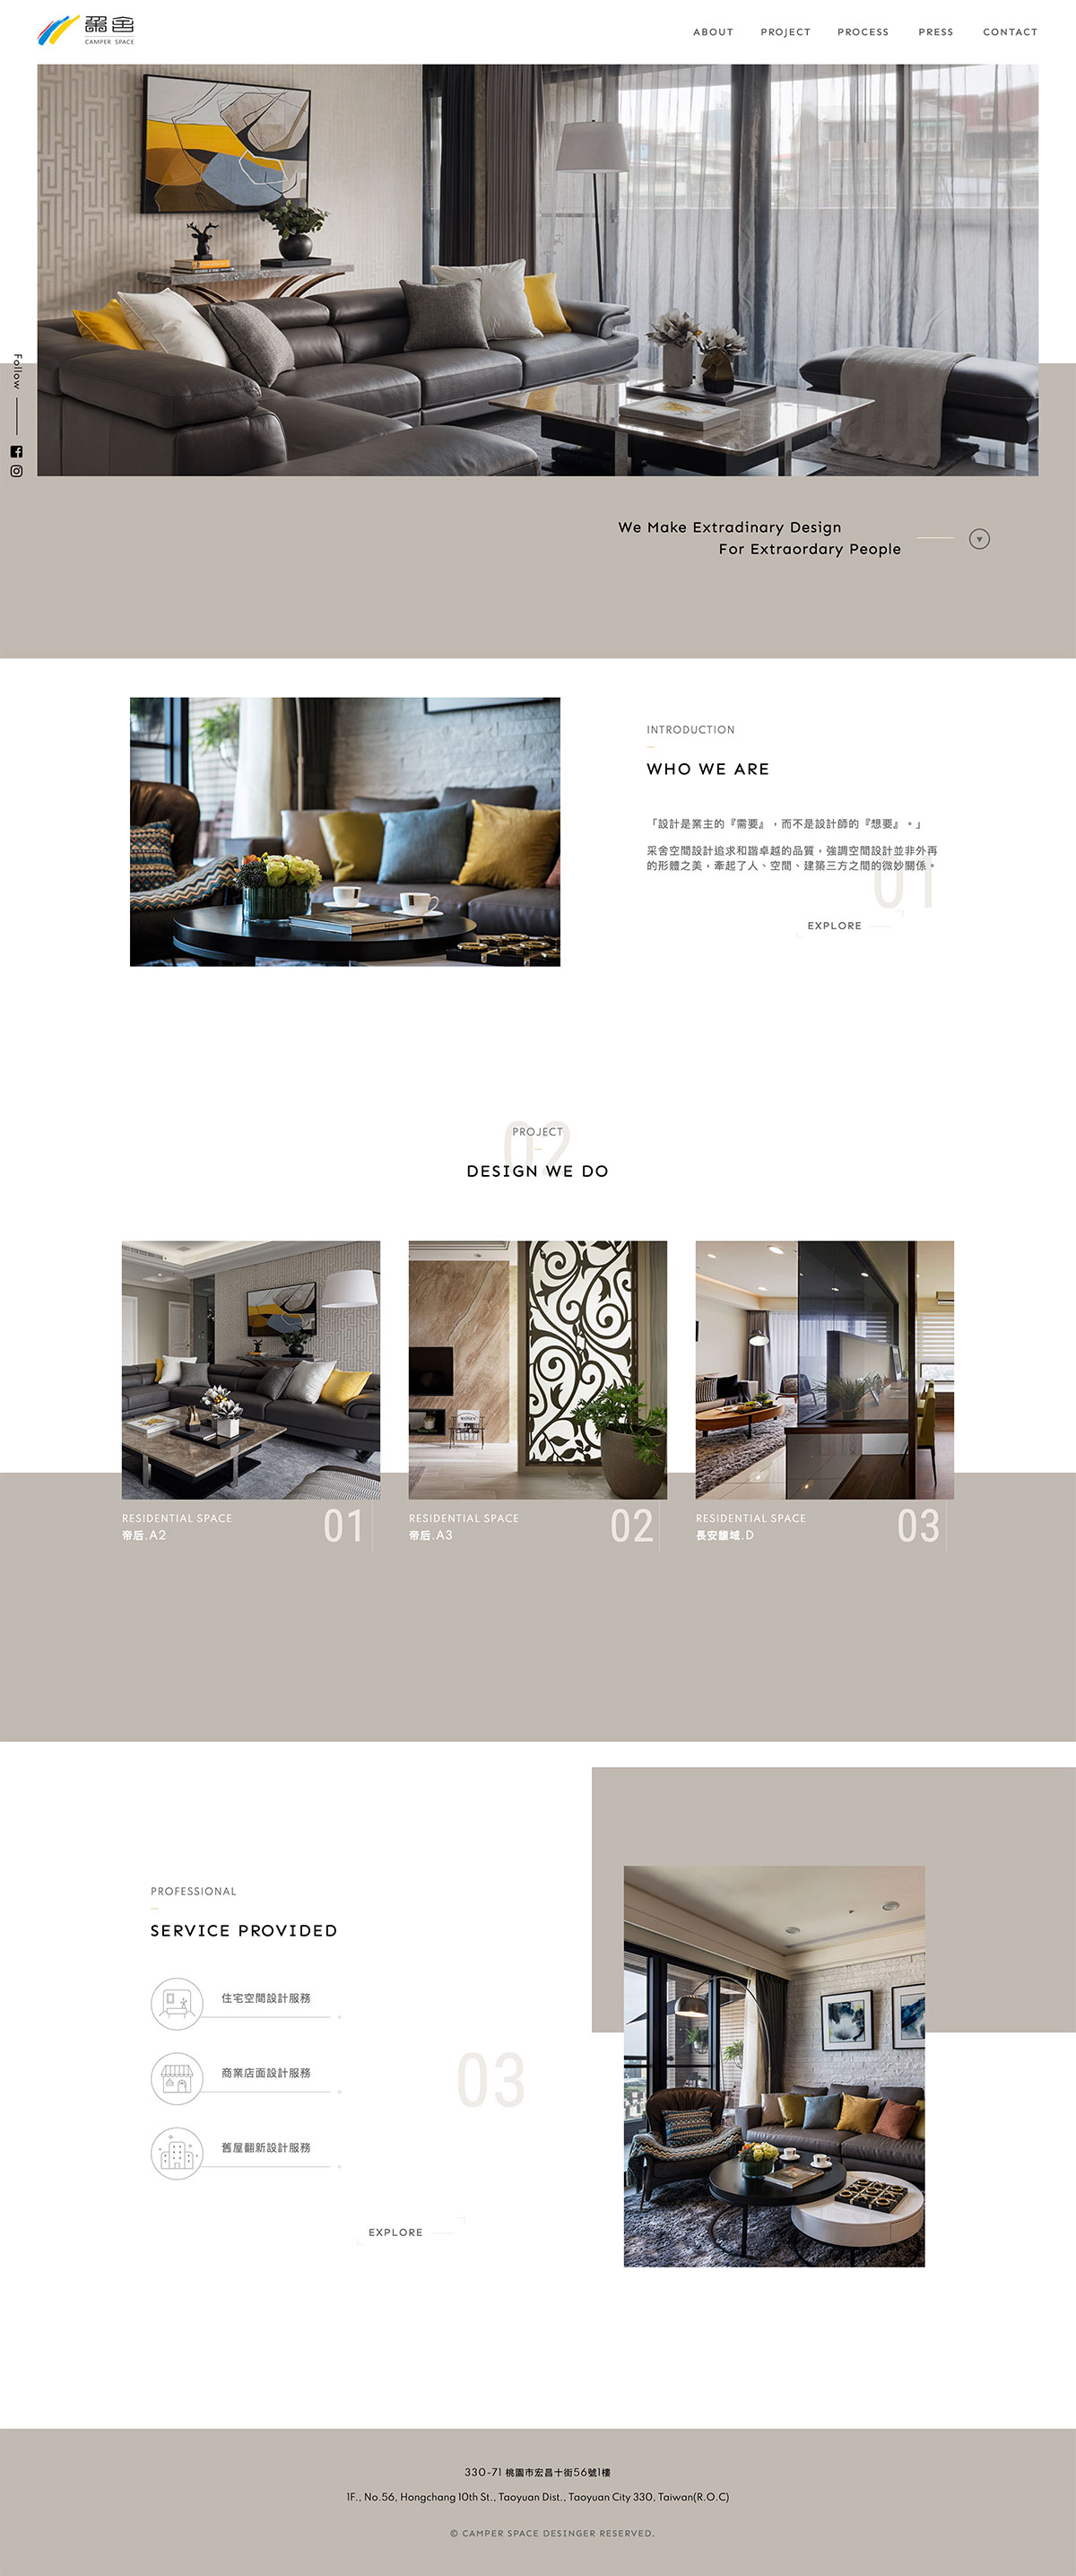 CAMPER SPACE
ABOUT
PROJECT
PROCESS
PRESS
CONTACT
Follow
We Make Extradinary Design
For Extraordary People
INTRODUCTION
WHO WE ARE
「設計是業主的『需要』，而不是設計師的『想要』。」
采舍空間設計追求和諧卓越的品質，強調空間設計並非外再
的形體之美，牽起了人、空間、建築三方之間的微妙關係。
01
EXPLORE
02
PROJECT
DESIGN WE DO
RESIDENTIAL SPACE
帝后.A2
01
RESIDENTIAL SPACE
帝后.A3
02
RESIDENTIAL SPACE
長安馥域.D
03
PROFESSIONAL
SERVICE PROVIDED
住宅空間設計服務
商業店面設計服務
舊屋翻新設計服務
03
EXPLORE
330-71 桃園市宏昌十街56號1樓
1F., No.56, Hongchang 10th St., Taoyuan Dist., Taoyuan City 330, Taiwan(R.O.C)
© CAMPER SPACE DESINGER RESERVED.